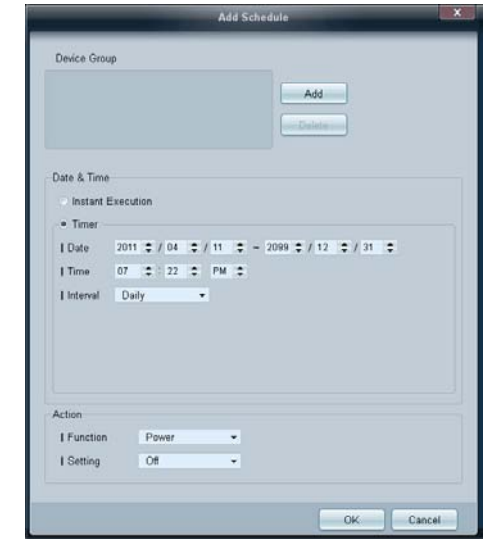 Add Schedule
x
Device Group
Add
Delete
Date & Time
Instant Execution
Timer
Date 2011 / 04 / 11 ~ 2099 / 12 / 31
Time 07 : 22 PM
Interval Daily
Action
Function Power
Setting Off
OK Cancel